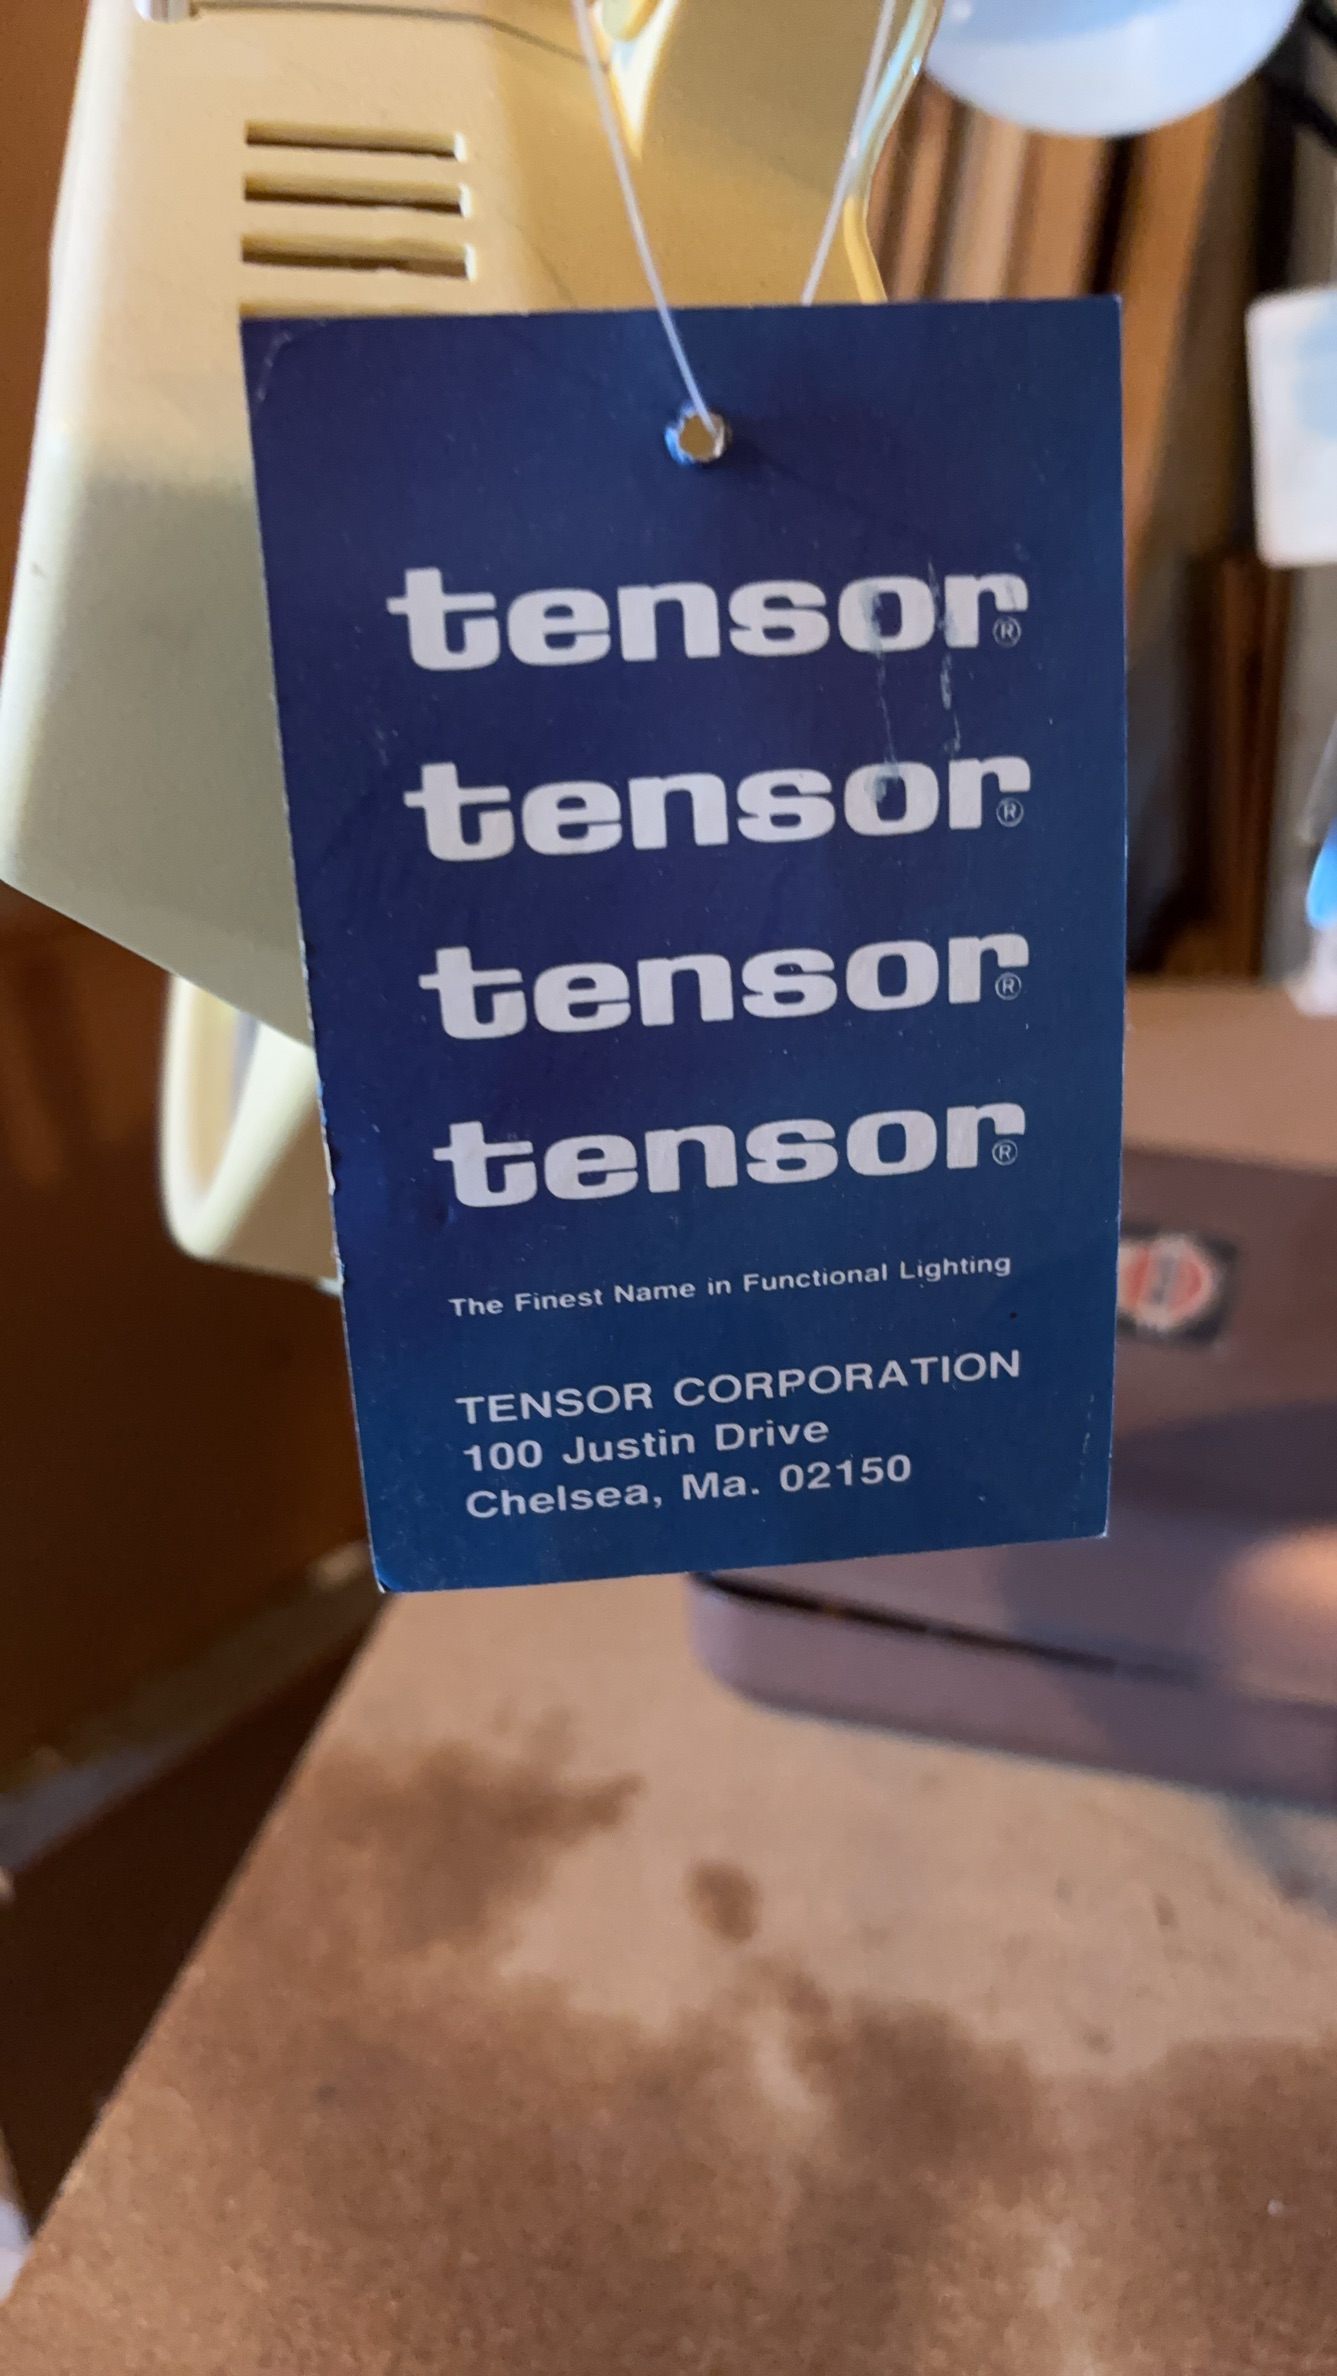 tensor®
tensor®
tensor®
tensor®
The Finest Name in Functional Lighting
TENSOR CORPORATION
100 Justin Drive
Chelsea, Ma. 02150